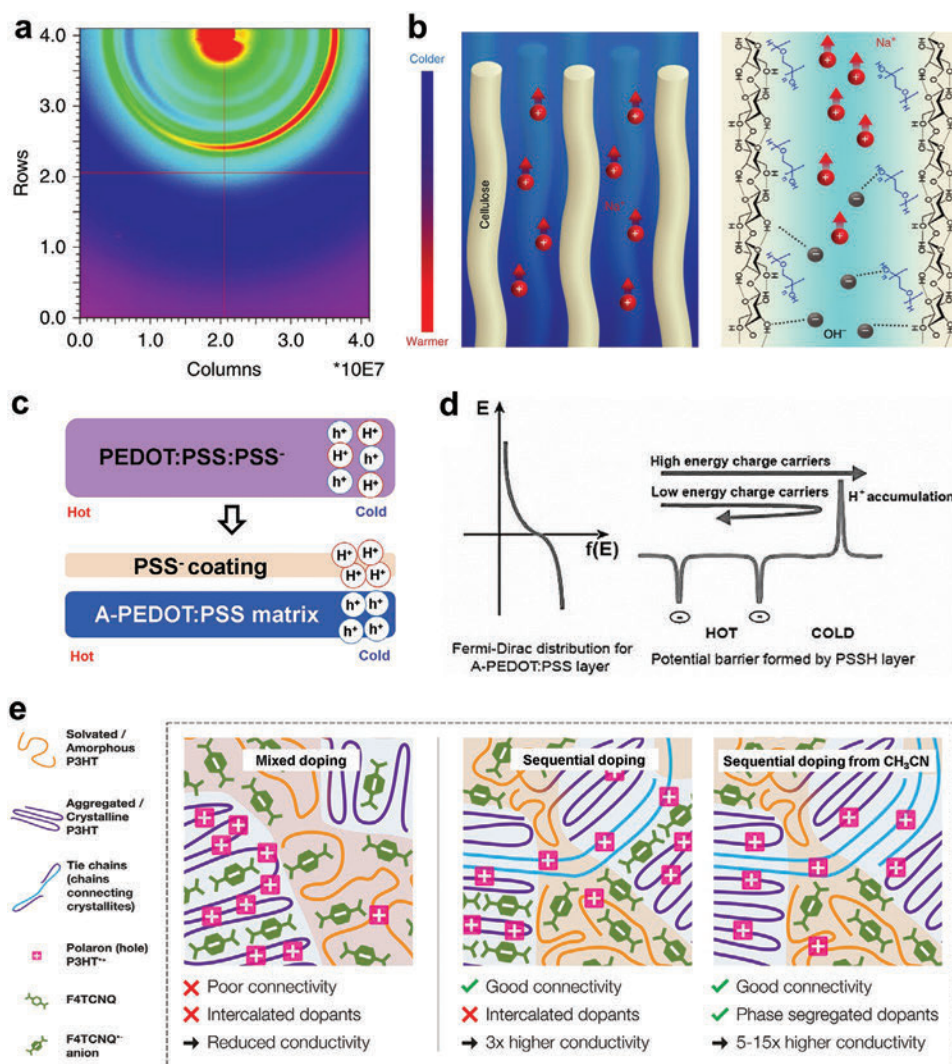 a
4.0
3.0
2.0
1.0
0.0
Rows
0.0 1.0 2.0 3.0 4.0
Columns *10E7
Colder
Warmer
b
Cellulose
Na⁺
Na⁺
OH⁻
c
PEDOT:PSS:PSS⁻
h⁺ H⁺
H⁺ h⁺
h⁺ H⁺
Hot Cold
PSS⁻ coating
H⁺ H⁺
H⁺ H⁺
A-PEDOT:PSS matrix
h⁺ h⁺
h⁺ h⁺
Hot Cold
d
E
f(E)
Fermi-Dirac distribution for
A-PEDOT:PSS layer
High energy charge carriers
Low energy charge carriers
H⁺ accumulation
HOT COLD
Potential barrier formed by PSSH layer
e
Solvated /
Amorphous
P3HT
Aggregated /
Crystalline
P3HT
Tie chains
(chains
connecting
crystallites)
Polaron (hole)
P3HT•⁺
F4TCNQ
F4TCNQ•⁻
anion
Mixed doping
✗ Poor connectivity
✗ Intercalated dopants
→ Reduced conductivity
Sequential doping
✓ Good connectivity
✗ Intercalated dopants
→ 3x higher conductivity
Sequential doping from CH₃CN
✓ Good connectivity
✓ Phase segregated dopants
→ 5-15x higher conductivity